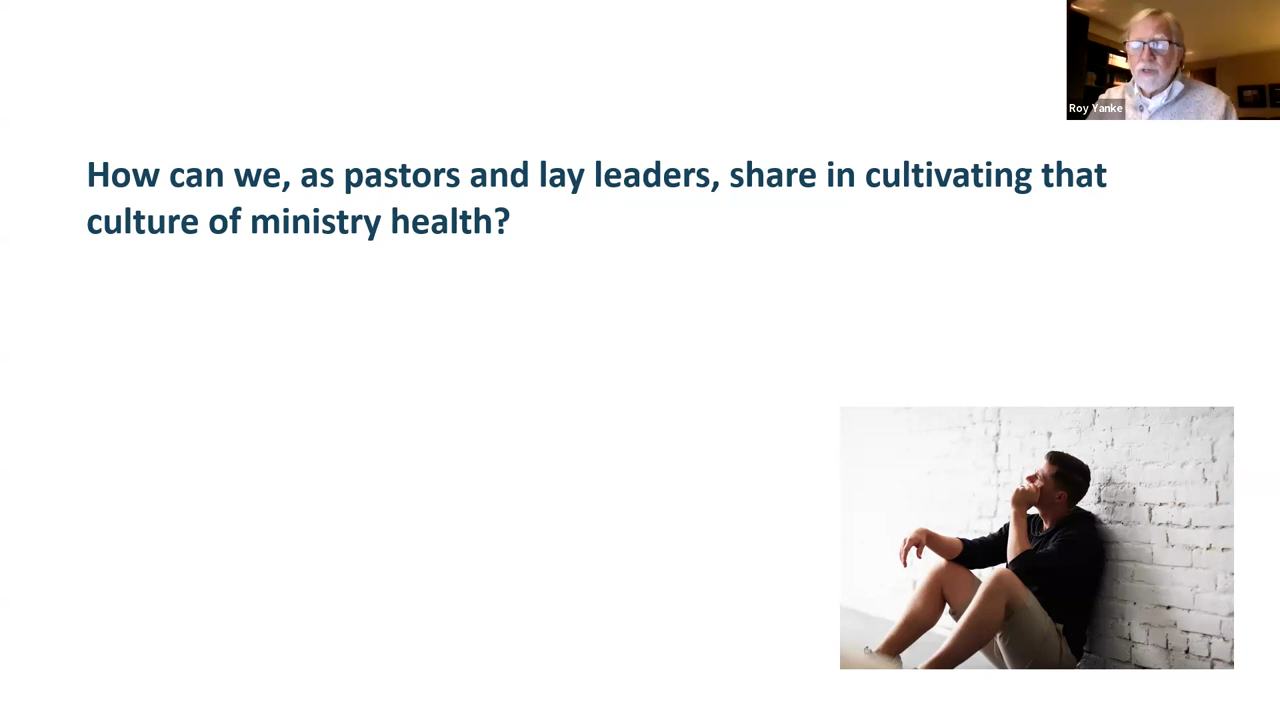 Roy Yanke
How can we, as pastors and lay leaders, share in cultivating that
culture of ministry health?